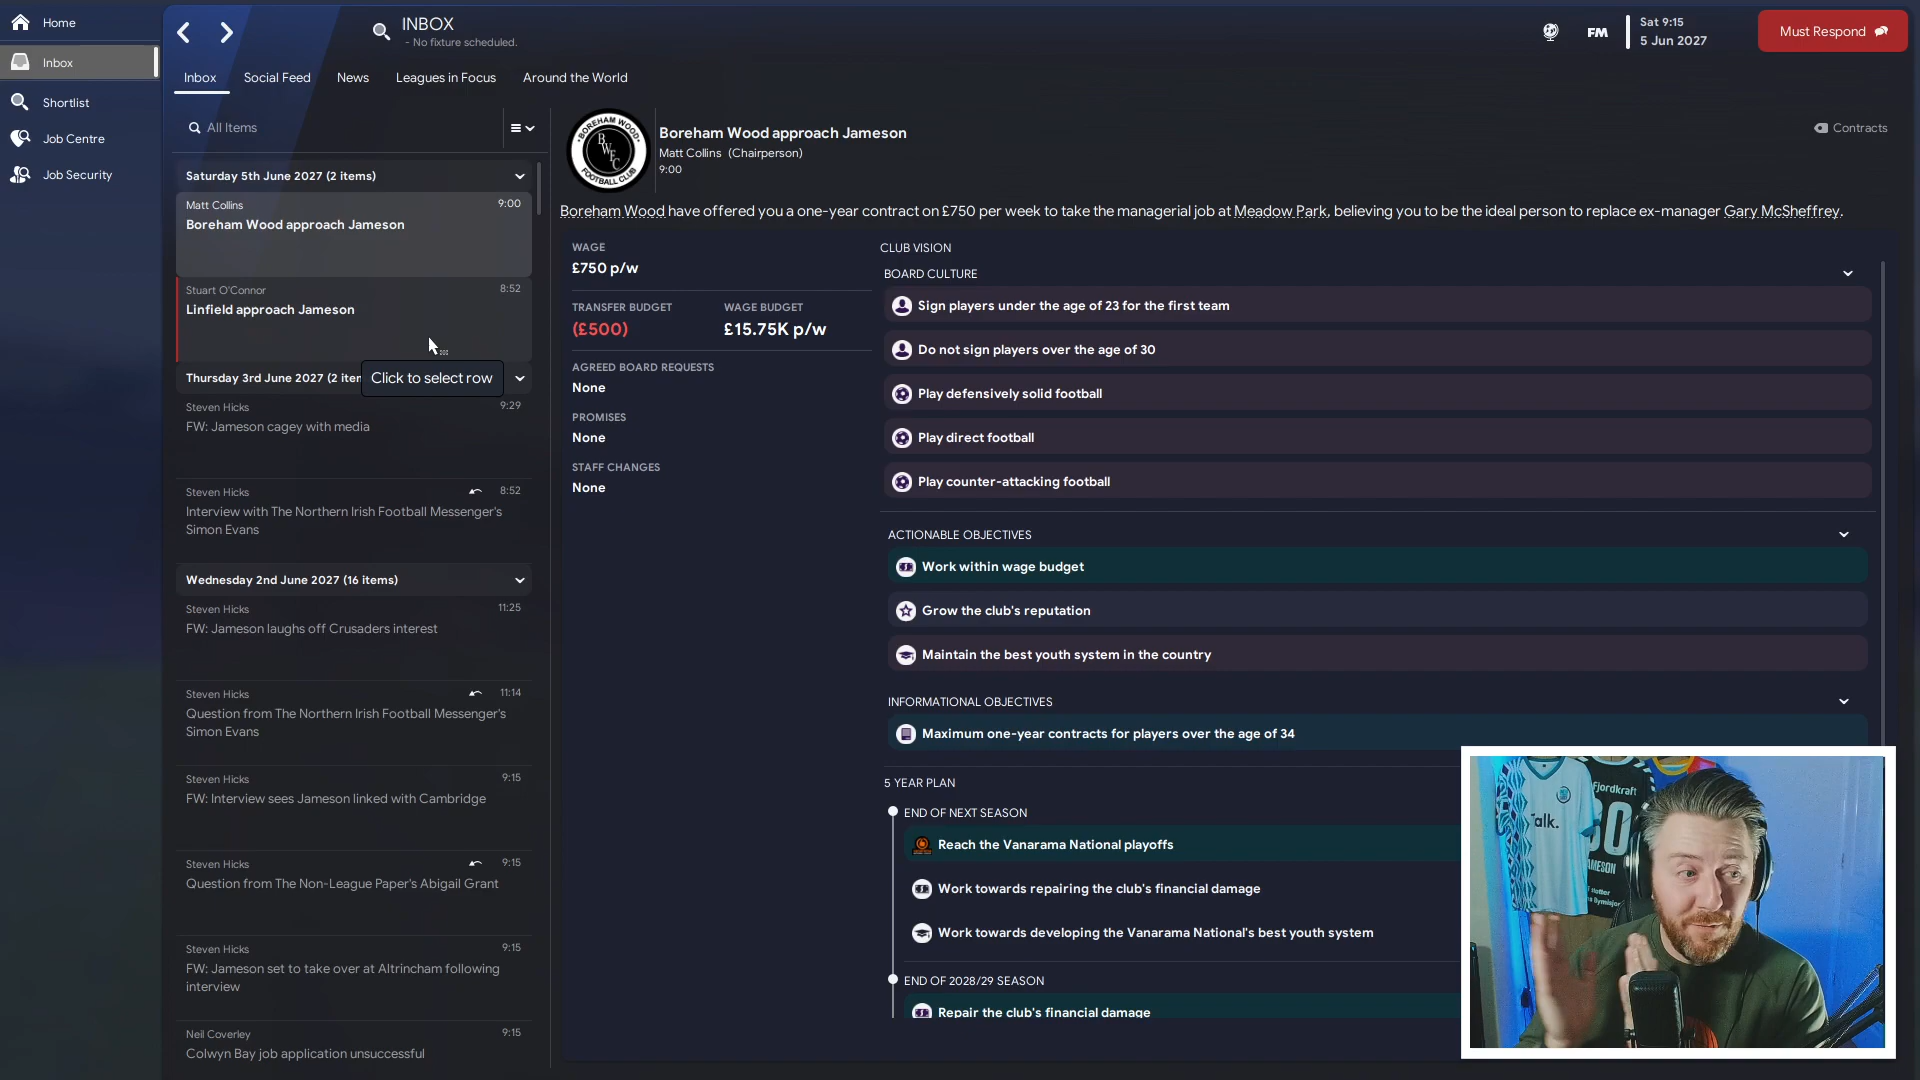 Home
Inbox
Shortlist
Job Centre
Job Security
INBOX
- No fixture scheduled.
FM
Sat 9:15
5 Jun 2027
Must Respond
Inbox
Social Feed
News
Leagues in Focus
Around the World
All Items
Saturday 5th June 2027 (2 items)
Matt Collins
9:00
Boreham Wood approach Jameson
Stuart O'Connor
8:52
Linfield approach Jameson
Thursday 3rd June 2027 (2 iten
Click to select row
Steven Hicks
9:29
FW: Jameson cagey with media
Steven Hicks
8:52
Interview with The Northern Irish Football Messenger's
Simon Evans
Wednesday 2nd June 2027 (16 items)
Steven Hicks
11:25
FW: Jameson laughs off Crusaders interest
Steven Hicks
11:14
Question from The Northern Irish Football Messenger's
Simon Evans
Steven Hicks
9:15
FW: Interview sees Jameson linked with Cambridge
Steven Hicks
9:15
Question from The Non-League Paper's Abigail Grant
Steven Hicks
9:15
FW: Jameson set to take over at Altrincham following
interview
Neil Coverley
9:15
Colwyn Bay job application unsuccessful
BOREHAM WOOD
BWFC
FOOTBALL CLUB
Boreham Wood approach Jameson
Matt Collins (Chairperson)
9:00
Contracts
Boreham Wood have offered you a one-year contract on £750 per week to take the managerial job at Meadow Park, believing you to be the ideal person to replace ex-manager Gary McSheffrey.
WAGE
£750 p/w
TRANSFER BUDGET
(£500)
WAGE BUDGET
£15.75K p/w
AGREED BOARD REQUESTS
None
PROMISES
None
STAFF CHANGES
None
CLUB VISION
BOARD CULTURE
Sign players under the age of 23 for the first team
Do not sign players over the age of 30
Play defensively solid football
Play direct football
Play counter-attacking football
ACTIONABLE OBJECTIVES
Work within wage budget
Grow the club's reputation
Maintain the best youth system in the country
INFORMATIONAL OBJECTIVES
Maximum one-year contracts for players over the age of 34
5 YEAR PLAN
END OF NEXT SEASON
Reach the Vanarama National playoffs
Work towards repairing the club's financial damage
Work towards developing the Vanarama National's best youth system
END OF 2028/29 SEASON
Repair the club's financial damage
Talk.
Fjordkraft
JAMESON